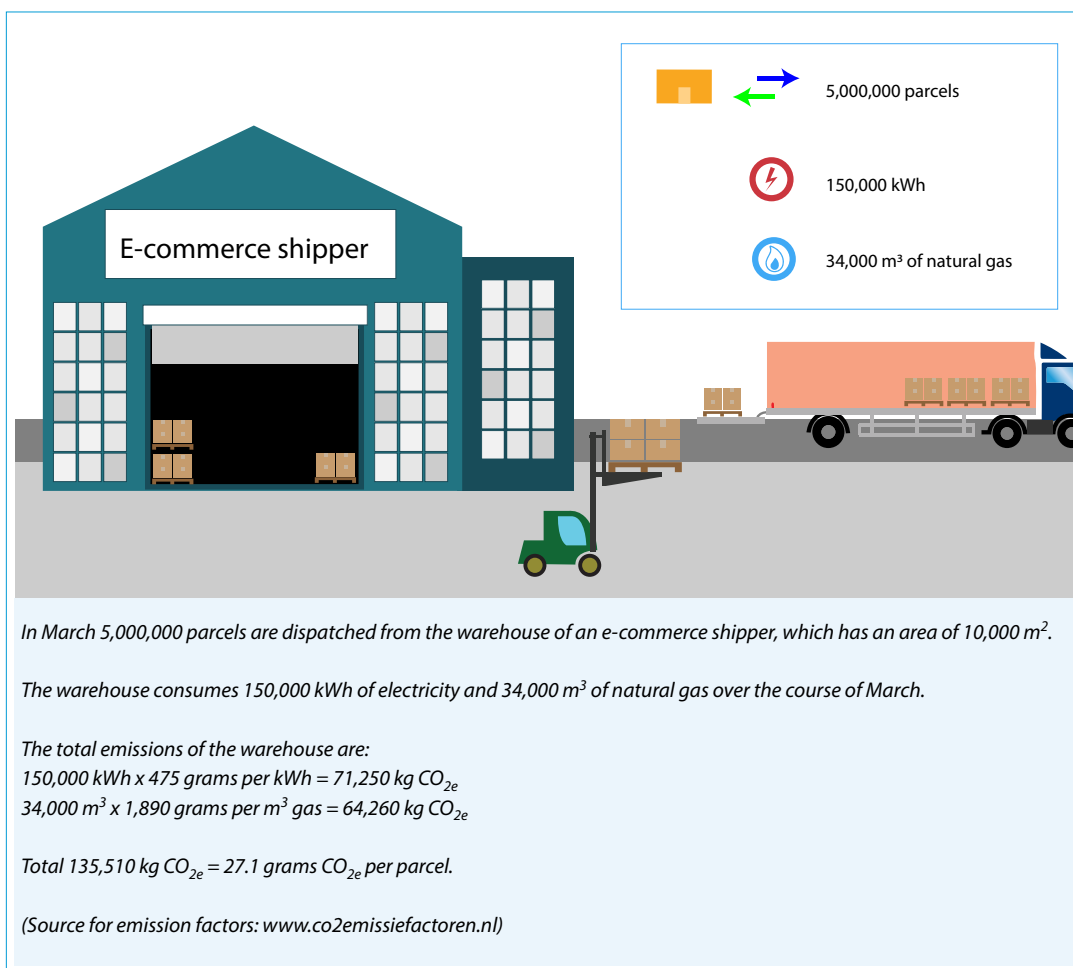 E-commerce shipper
5,000,000 parcels
150,000 kWh
34,000 m³ of natural gas
In March 5,000,000 parcels are dispatched from the warehouse of an e-commerce shipper, which has an area of 10,000 m².
The warehouse consumes 150,000 kWh of electricity and 34,000 m³ of natural gas over the course of March.
The total emissions of the warehouse are:
150,000 kWh x 475 grams per kWh = 71,250 kg CO₂ₑ
34,000 m³ x 1,890 grams per m³ gas = 64,260 kg CO₂ₑ
Total 135,510 kg CO₂ₑ = 27.1 grams CO₂ₑ per parcel.
(Source for emission factors: www.co2emissiefactoren.nl)